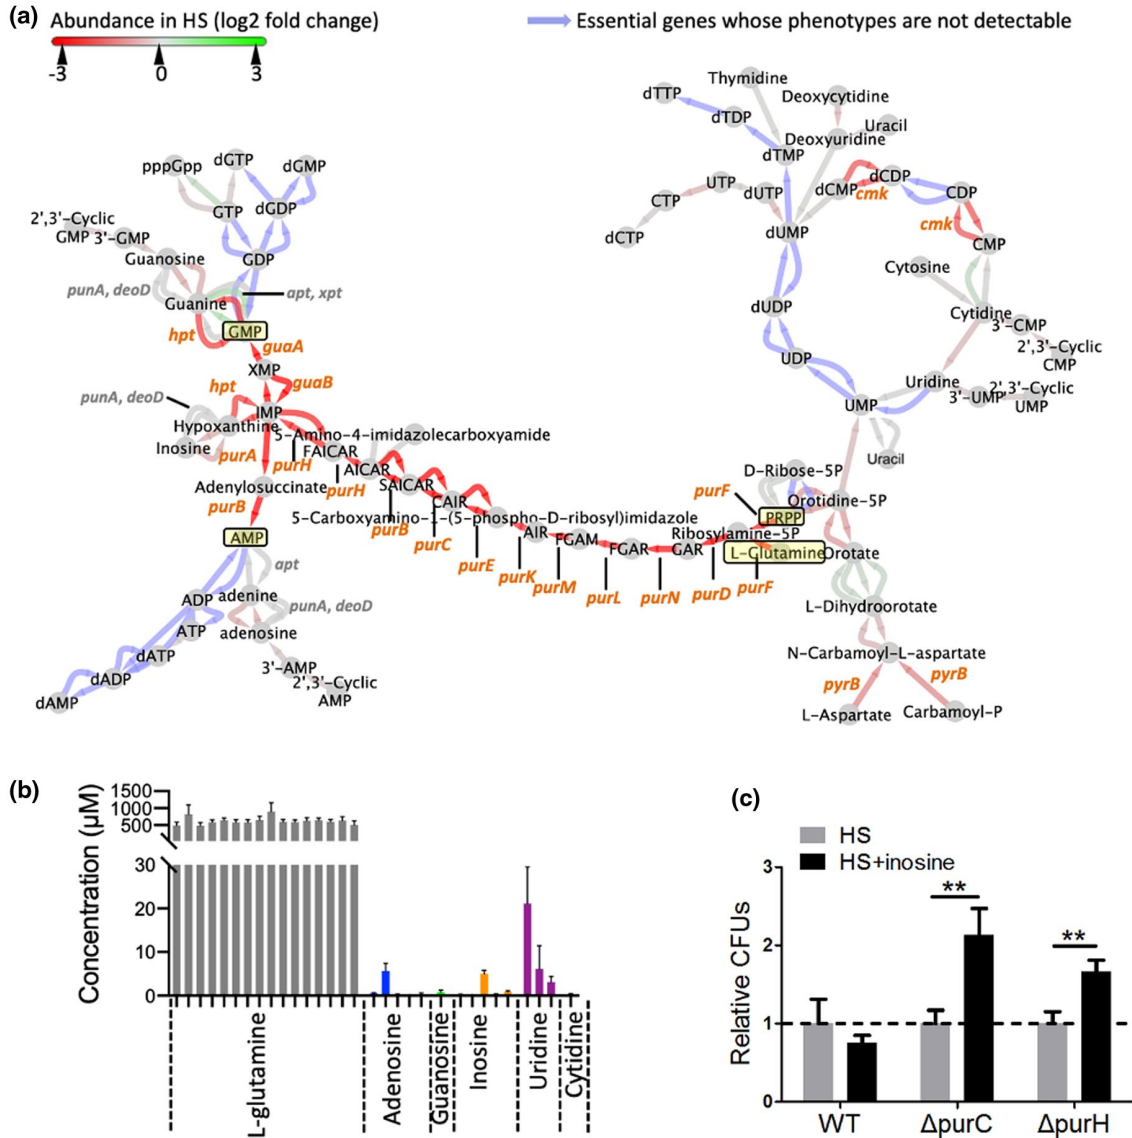 (a) Abundance in HS (log2 fold change)
Essential genes whose phenotypes are not detectable
-3 0 3
Thymidine
dTTP
Deoxycytidine
dTDP
Deoxyuridine
Uracil
dTMP
pppGpp
dGTP
dGMP
UTP
dUTP
dCMP
cmk
dCDP
CTP
GTP
dGDP
CDP
2',3'-Cyclic
GMP
3'-GMP
dCTP
dUMP
cmk
CMP
Guanosine
GDP
Cytosine
punA, deoD
apt, xpt
Guanine
dUDP
Cytidine
3'-CMP
hpt
GMP
guaA
2',3'-Cyclic
CMP
XMP
UDP
hpt
guaB
Uridine
2',3'-Cyclic
3'-UMP
UMP
punA, deoD
IMP
UMP
Hypoxanthine
5-Amino-4-imidazolecarboxyamide
Inosine
FAICAR
purA
purH
AICAR
Uracil
D-Ribose-5P
Adenylosuccinate
purH
SAICAR
purF
Orotidine-5P
purB
CAIR
5-Carboxyamino-1-(5-phospho-D-ribosyl)imidazole
PRPP
purB
AIR
Ribosylamine-5P
AMP
purC
FGAM
FGAR
GAR
L-Glutamine
Orotate
apt
purE
purK
purM
purL
purN
purD
purF
ADP
adenine
punA, deoD
L-Dihydroorotate
ATP
adenosine
dATP
N-Carbamoyl-L-aspartate
3'-AMP
dADP
2',3'-Cyclic
AMP
pyrB
pyrB
dAMP
L-Aspartate
Carbamoyl-P
(b)
Concentration (μM)
1500
1000
500
30
20
10
0
L-glutamine
Adenosine
Guanosine
Inosine
Uridine
Cytidine
(c)
HS
HS+inosine
Relative CFUs
3
2
1
0
**
**
WT
ΔpurC
ΔpurH